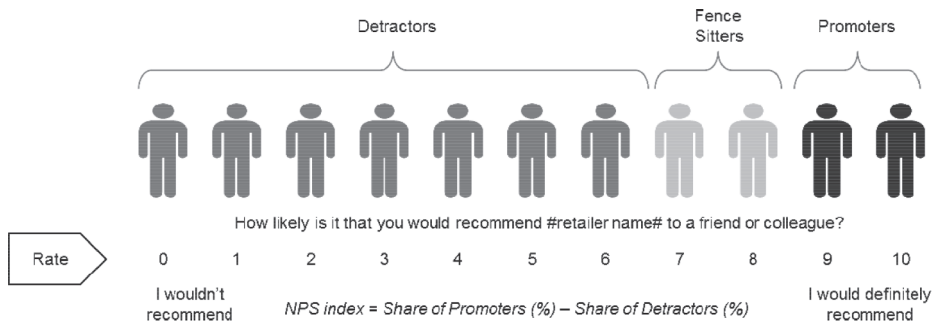 Detractors
Fence
Sitters
Promoters
How likely is it that you would recommend #retailer name# to a friend or colleague?
Rate
0 1 2 3 4 5 6 7 8 9 10
I wouldn't
recommend
NPS index = Share of Promoters (%) – Share of Detractors (%)
I would definitely
recommend